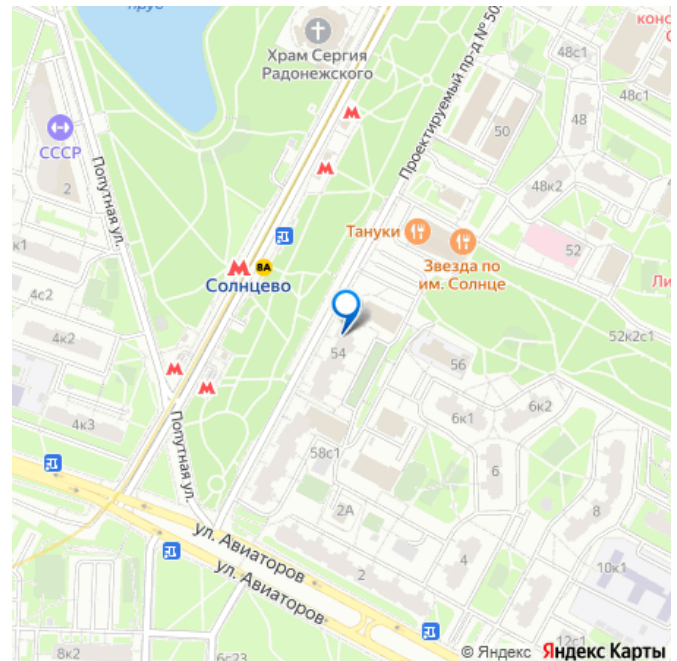 пруд
конс
Храм Сергия
Радонежского
48с1
48с1
Проектируемый пр-д № 50
М
50
48
СССР
2
Попутная ул.
М
48к2
к1
Тануки
52
М
ВА
Солнцево
Звезда по
им. Солнце
Ли
4с2
4к2
52к2с1
54
56
М
М
6к1
6к2
4к3
Попутная ул.
58с1
6
8
2А
ул. Авиаторов
4
10к1
2
ул. Авиаторов
12с1
8к2
6с23
© Яндекс Яндекс Карты